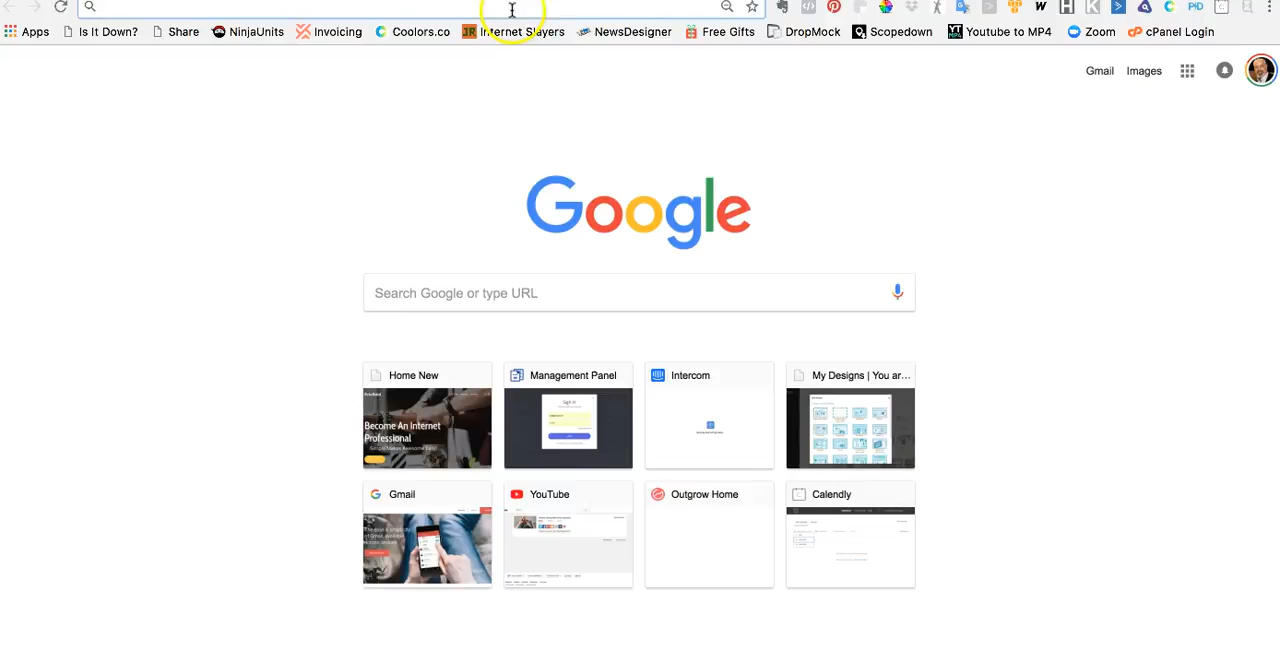 Apps Is It Down? Share NinjaUnits Invoicing Coolors.co Internet Slayers NewsDesigner Free Gifts DropMock Scopedown Youtube to MP4 Zoom cPanel Login
Gmail Images
Google
Search Google or type URL
Home New Management Panel Intercom My Designs | You ar...
Become An Internet
Professional
Sign In
Gmail YouTube Outgrow Home Calendly